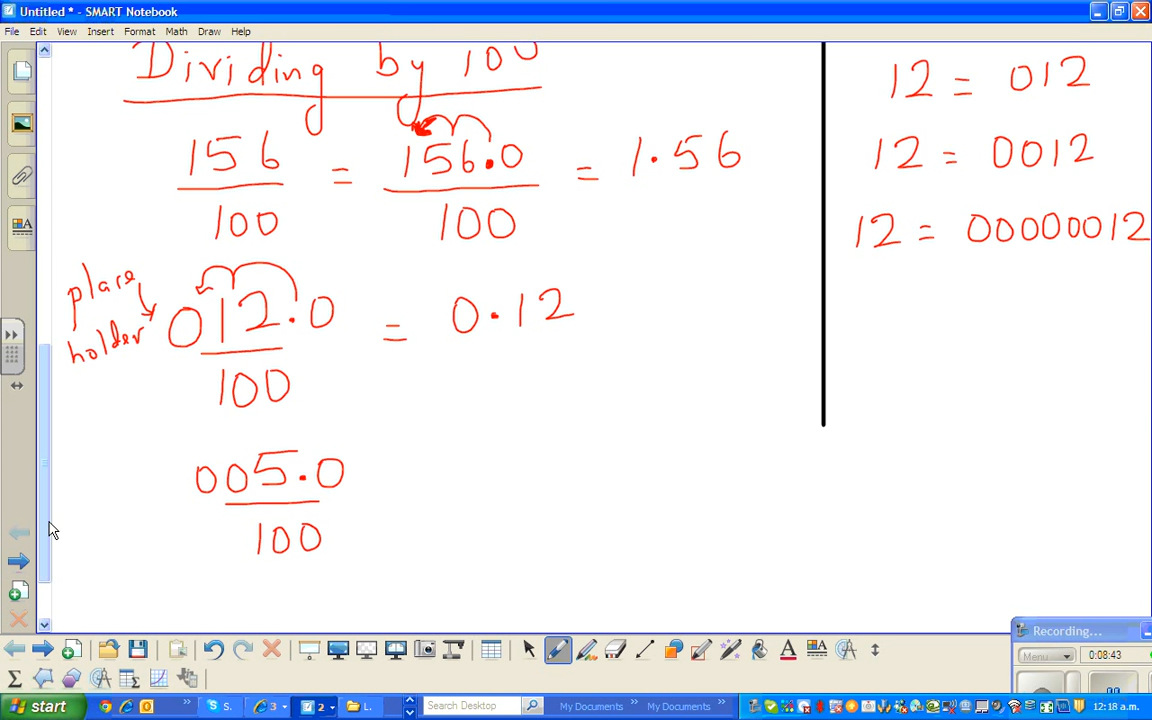 Untitled * - SMART Notebook
File Edit View Insert Format Math Draw Help
Dividing by 100
156/100 = 156.0/100 = 1.56
place holder
012.0/100 = 0.12
005.0/100
12 = 012
12 = 0012
12 = 00000012
Recording...
Menu
0:08:43
start
S.
3
2
L.
Search Desktop
My Documents
My Documents
12:18 a.m.